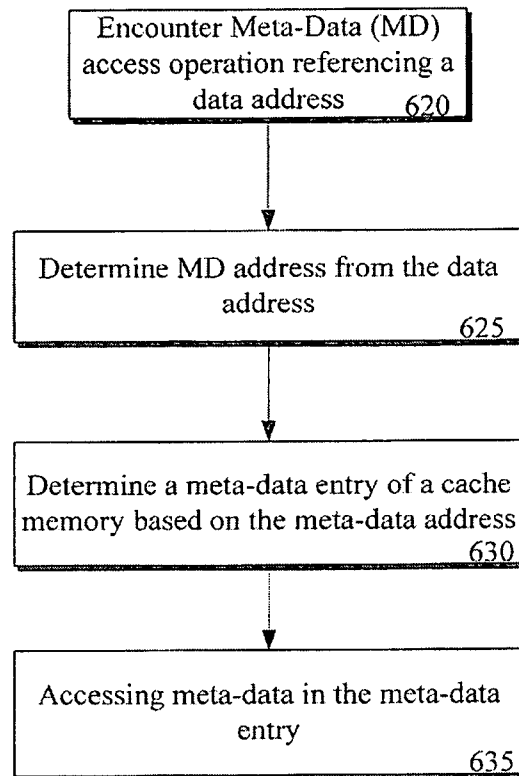 Encounter Meta-Data (MD)
access operation referencing a
data address
620
Determine MD address from the data
address
625
Determine a meta-data entry of a cache
memory based on the meta-data address
630
Accessing meta-data in the meta-data
entry
635